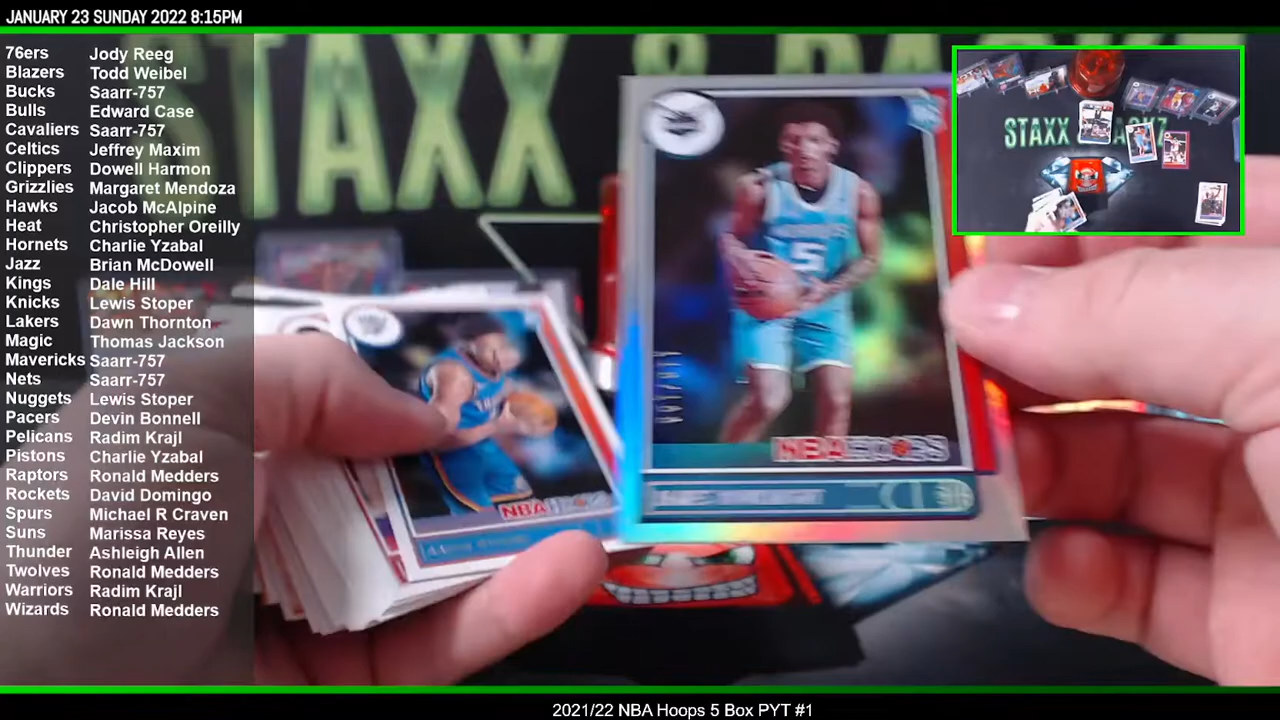 JANUARY 23 SUNDAY 2022 8:15PM
76ers Jody Reeg
Blazers Todd Weibel
Bucks Saarr-757
Bulls Edward Case
Cavaliers Saarr-757
Celtics Jeffrey Maxim
Clippers Dowell Harmon
Grizzlies Margaret Mendoza
Hawks Jacob McAlpine
Heat Christopher Oreilly
Hornets Charlie Yzabal
Jazz Brian McDowell
Kings Dale Hill
Knicks Lewis Stoper
Lakers Dawn Thornton
Magic Thomas Jackson
Mavericks Saarr-757
Nets Saarr-757
Nuggets Lewis Stoper
Pacers Devin Bonnell
Pelicans Radim Krajl
Pistons Charlie Yzabal
Raptors Ronald Medders
Rockets David Domingo
Spurs Michael R Craven
Suns Marissa Reyes
Thunder Ashleigh Allen
Twolves Ronald Medders
Warriors Radim Krajl
Wizards Ronald Medders
STAXX &
STAXX
5
NBA HOOPS
NBA
2021/22 NBA Hoops 5 Box PYT #1